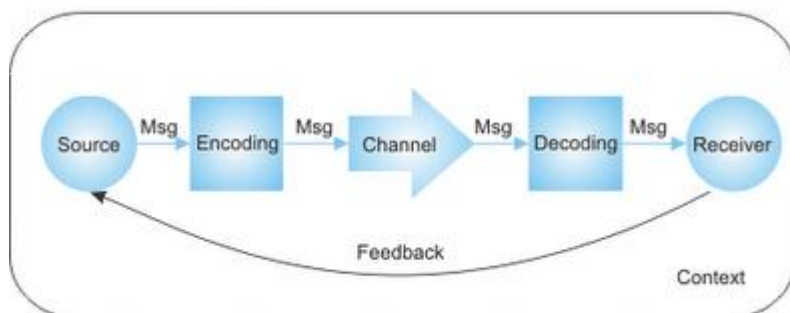 Msg Msg Msg Msg
Source Encoding Channel Decoding Receiver
Feedback
Context